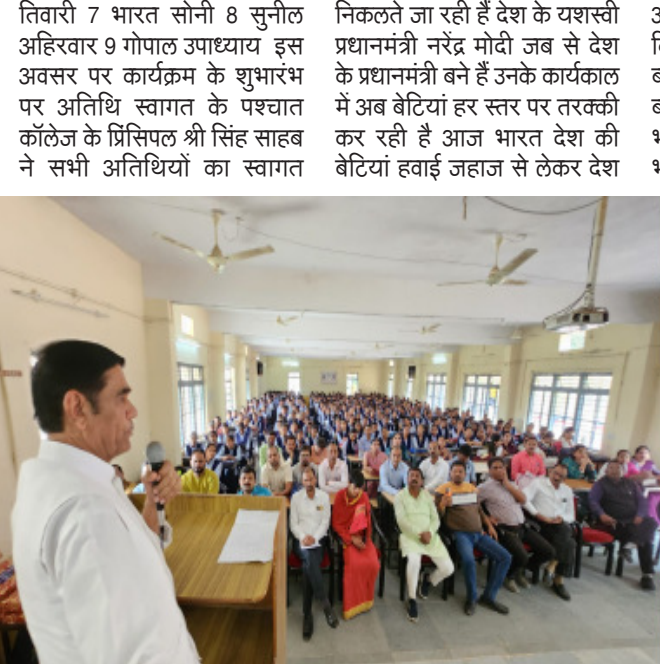 तिवारी 7 भारत सोनी 8 सुनील
अहिरवार 9 गोपाल उपाध्याय इस
अवसर पर कार्यक्रम के शुभारंभ
पर अतिथि स्वागत के पश्चात
कॉलेज के प्रिंसिपल श्री सिंह साहब
ने सभी अतिथियों का स्वागत
निकलते जा रही हैं देश के यशस्वी
प्रधानमंत्री नरेंद्र मोदी जब से देश
के प्रधानमंत्री बने हैं उनके कार्यकाल
में अब बेटियां हर स्तर पर तरक्की
कर रही है आज भारत देश की
बेटियां हवाई जहाज से लेकर देश